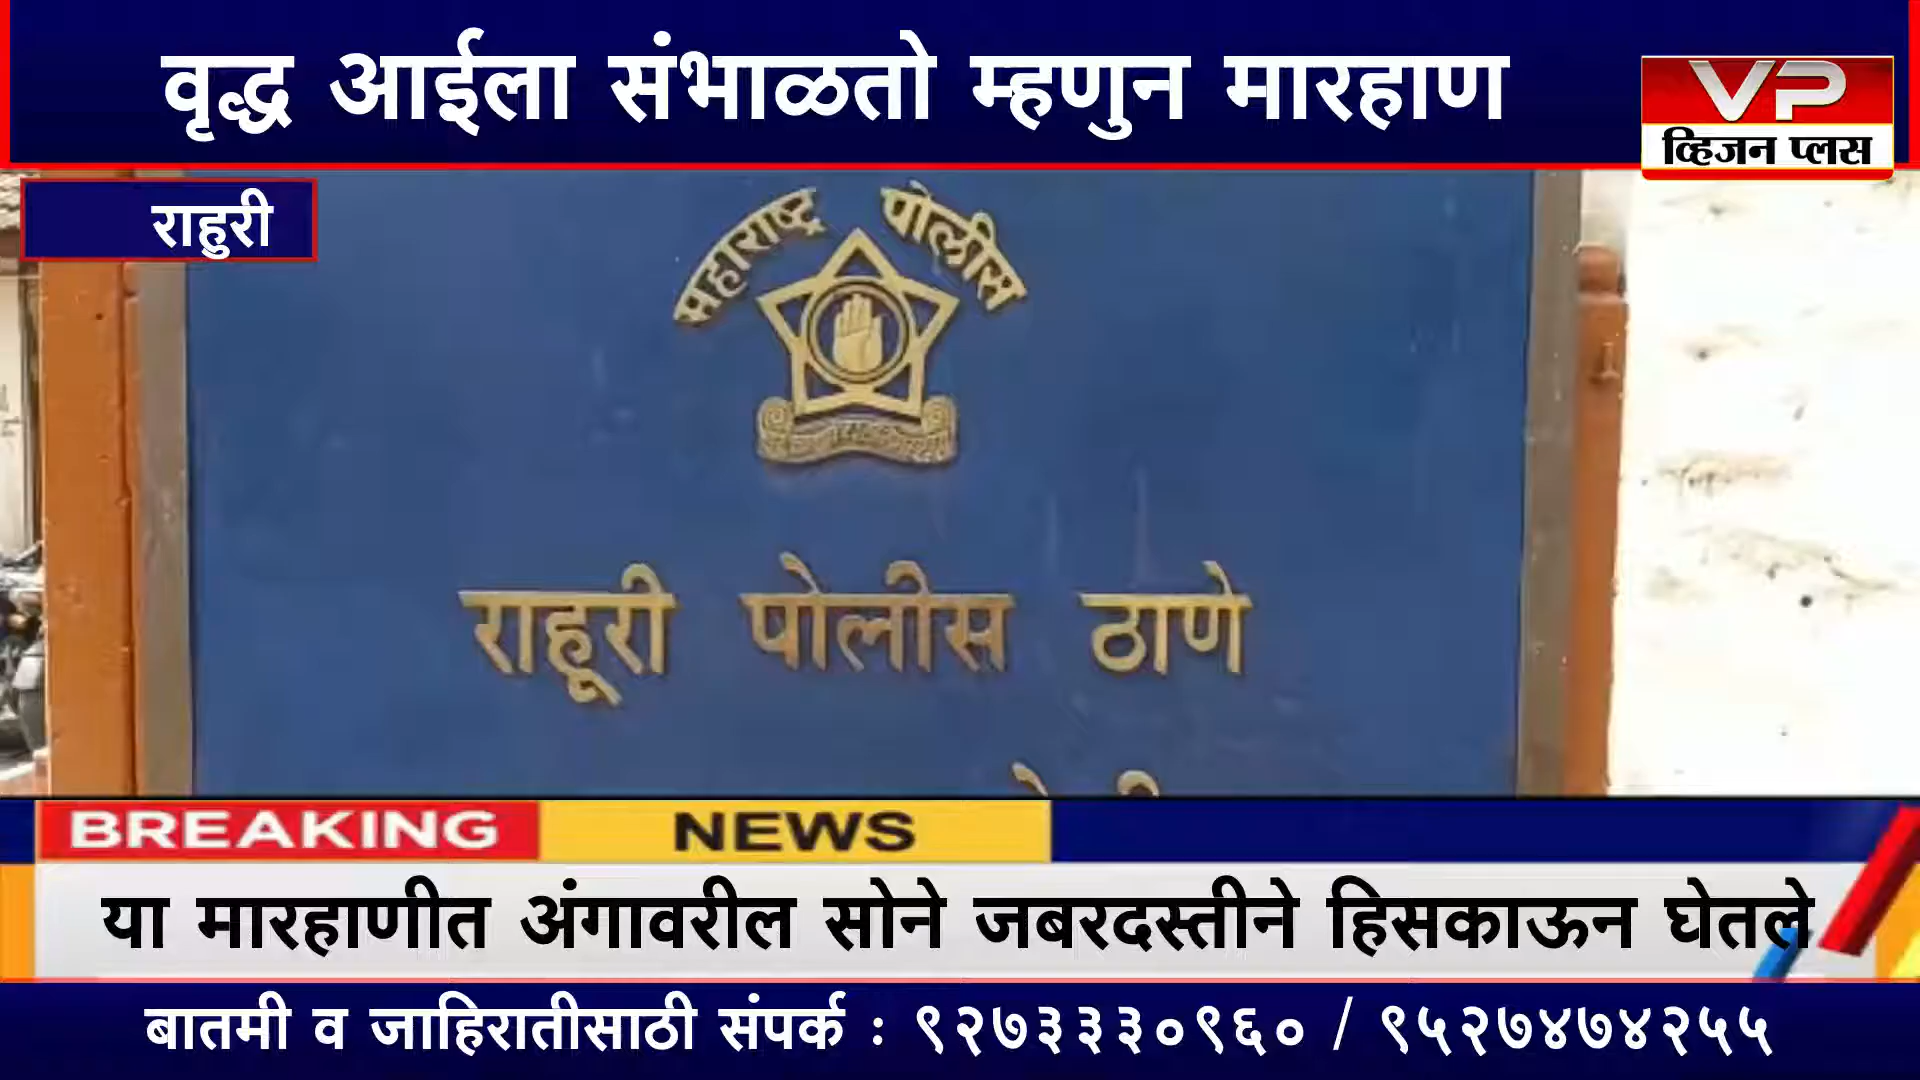 वृद्ध आईला संभाळतो म्हणुन मारहाण
VP
व्हिजन प्लस
राहुरी
महाराष्ट्र पोलीस
राहूरी पोलीस ठाणे
BREAKING NEWS
या मारहाणीत अंगावरील सोने जबरदस्तीने हिसकाऊन घेतले
बातमी व जाहिरातीसाठी संपर्क : ९२७३३३०९६० / ९५२७४७४२५५